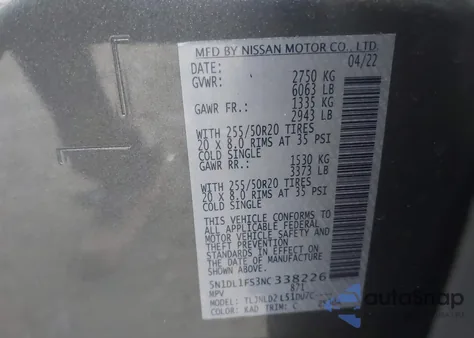 MFD BY NISSAN MOTOR CO., LTD.
DATE: 04/22
GVWR: 2750 KG
6063 LB
GAWR FR.: 1335 KG
2943 LB
WITH 255/50R20 TIRES
20 x 8.0 RIMS AT 35 PSI
COLD SINGLE
GAWR RR.: 1530 KG
3373 LB
WITH 255/50R20 TIRES
20 x 8.0 RIMS AT 35 PSI
COLD SINGLE
THIS VEHICLE CONFORMS TO
ALL APPLICABLE FEDERAL
MOTOR VEHICLE SAFETY AND
THEFT PREVENTION
STANDARDS IN EFFECT ON
THE DATE OF MANUFACTURE
SHOWN ABOVE.
5N1DL1FS3NC338226
MPV 871
MODEL:
COLOR: KAD TRIM: C
autoSnap